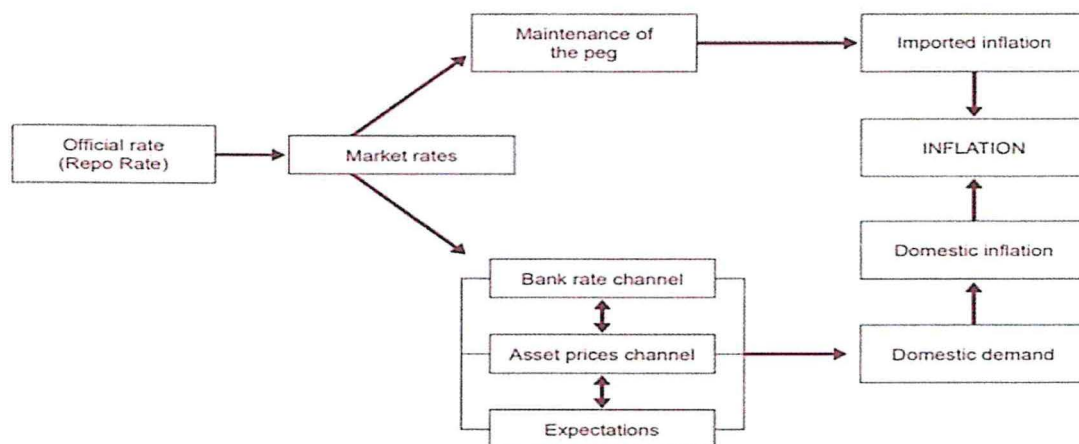 Maintenance of
the peg
Imported inflation
Official rate
(Repo Rate)
Market rates
INFLATION
Domestic inflation
Bank rate channel
Asset prices channel
Domestic demand
Expectations